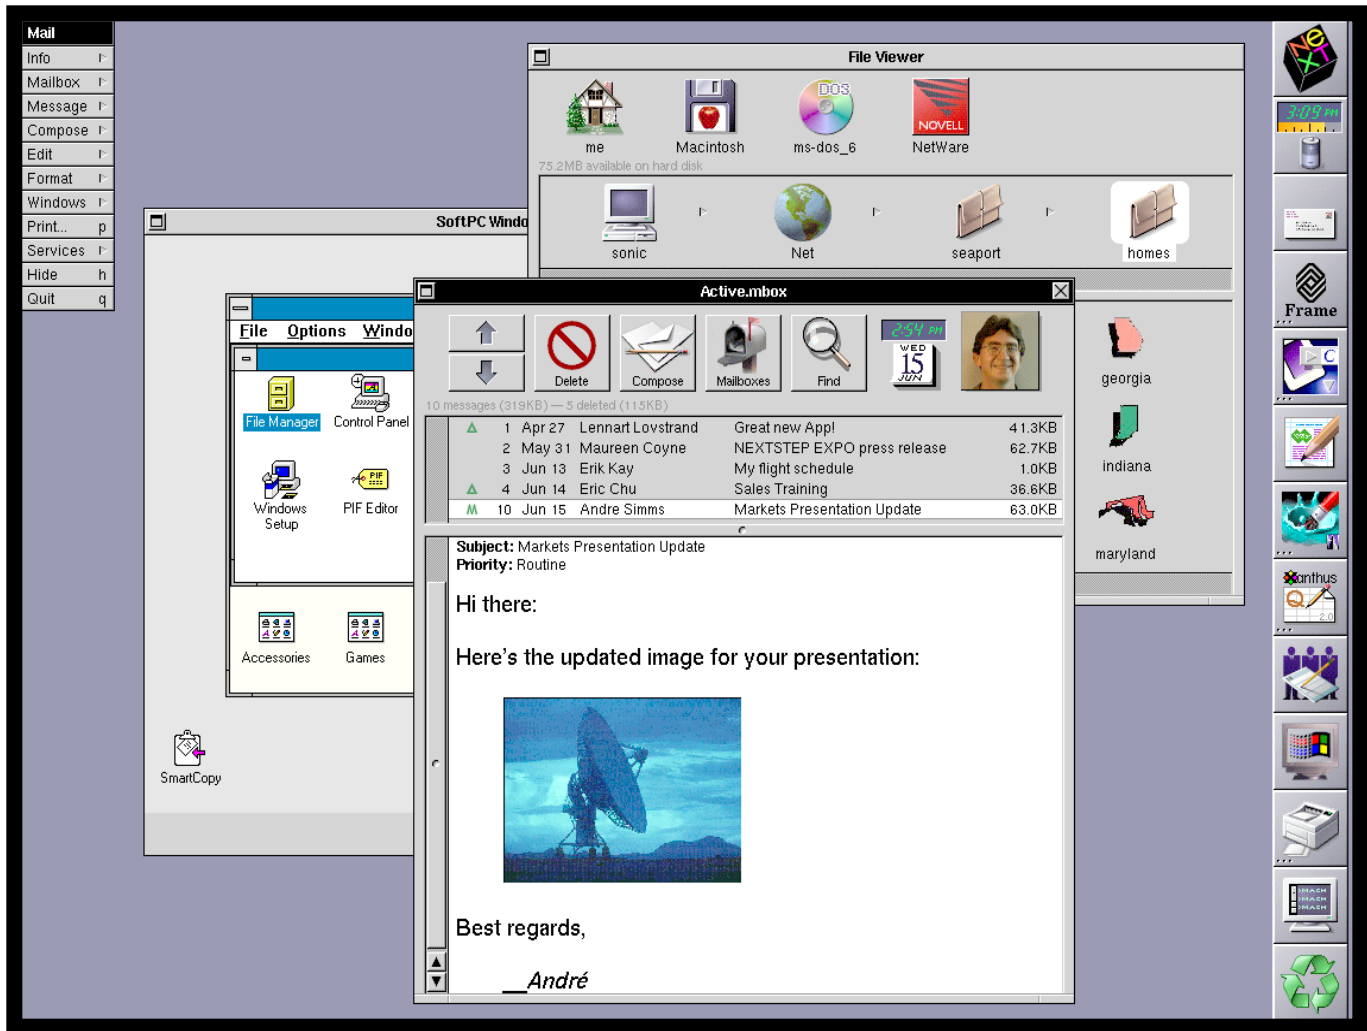 Mail
Info
Mailbox
Message
Compose
Edit
Format
Windows
Print... p
Services
Hide h
Quit q
File Viewer
me
Macintosh
DOS
ms-dos_6
NOVELL
NetWare
75.2MB available on hard disk
sonic
Net
seaport
homes
georgia
indiana
maryland
SoftPC Windo
File Options Windo
File Manager
Control Panel
Windows
Setup
PIF
PIF Editor
Accessories
Games
SmartCopy
Active.mbox
Delete
Compose
Mailboxes
Find
2:54 PM
WED
15
JUN
10 messages (319KB) — 5 deleted (115KB)
1 Apr 27 Lennart Lovstrand Great new App! 41.3KB
2 May 31 Maureen Coyne NEXTSTEP EXPO press release 62.7KB
3 Jun 13 Erik Kay My flight schedule 1.0KB
4 Jun 14 Eric Chu Sales Training 36.6KB
M 10 Jun 15 Andre Simms Markets Presentation Update 63.0KB
Subject: Markets Presentation Update
Priority: Routine
Hi there:
Here's the updated image for your presentation:
Best regards,
__André
NeXT
3:09 PM
Frame
C
Xanthus
Q
2.0
MACH
MACH
MACH